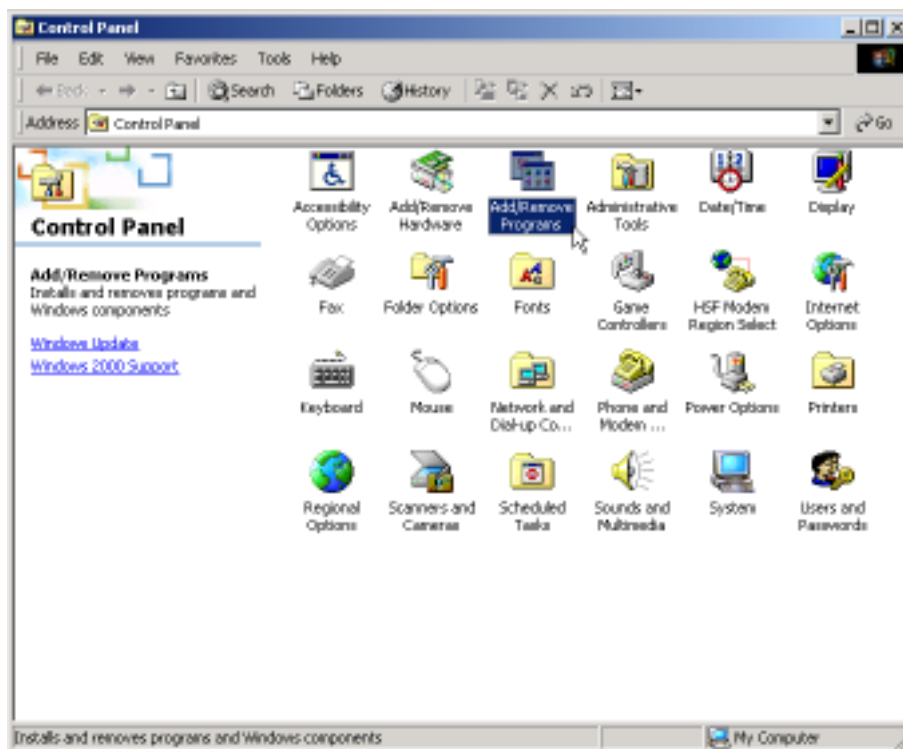 Control Panel
File Edit View Favorites Tools Help
Back Search Folders History
Address Control Panel Go
Control Panel
Add/Remove Programs
Installs and removes programs and
Windows components
Windows Update
Windows 2000 Support
Accessibility
Options
Add/Remove
Hardware
Add/Remove
Programs
Administrative
Tools
Date/Time
Display
Fax
Folder Options
Fonts
Game
Controllers
HSF Modem
Region Select
Internet
Options
Keyboard
Mouse
Network and
Dial-up Co...
Phone and
Modem ...
Power Options
Printers
Regional
Options
Scanners and
Cameras
Scheduled
Tasks
Sounds and
Multimedia
System
Users and
Passwords
Installs and removes programs and Windows components My Computer